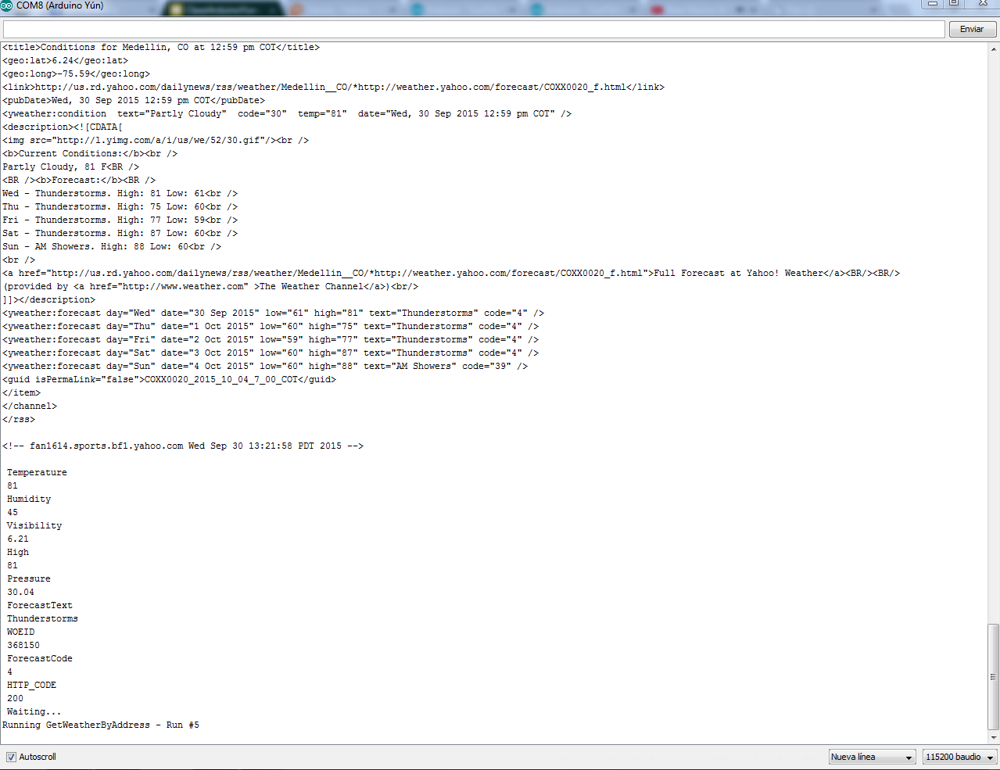 COM8 (Arduino Yún)
Enviar
<title>Conditions for Medellin, CO at 12:59 pm COT</title>
<geo:lat>6.24</geo:lat>
<geo:long>-75.59</geo:long>
<link>http://us.rd.yahoo.com/dailynews/rss/weather/Medellin__CO/*http://weather.yahoo.com/forecast/COXX0020_f.html</link>
<pubDate>Wed, 30 Sep 2015 12:59 pm COT</pubDate>
<yweather:condition  text="Partly Cloudy"  code="30"  temp="81"  date="Wed, 30 Sep 2015 12:59 pm COT" />
<description><![CDATA[
<img src="http://l.yimg.com/a/i/us/we/52/30.gif"/><br />
<b>Current Conditions:</b><br />
Partly Cloudy, 81 F<BR />
<BR /><b>Forecast:</b><BR />
Wed - Thunderstorms. High: 81 Low: 61<br />
Thu - Thunderstorms. High: 75 Low: 60<br />
Fri - Thunderstorms. High: 77 Low: 59<br />
Sat - Thunderstorms. High: 87 Low: 60<br />
Sun - AM Showers. High: 88 Low: 60<br />
<br />
<a href="http://us.rd.yahoo.com/dailynews/rss/weather/Medellin__CO/*http://weather.yahoo.com/forecast/COXX0020_f.html">Full Forecast at Yahoo! Weather</a><BR/><BR/>
(provided by <a href="http://www.weather.com" >The Weather Channel</a>)<br/>
]]></description>
<yweather:forecast day="Wed" date="30 Sep 2015" low="61" high="81" text="Thunderstorms" code="4" />
<yweather:forecast day="Thu" date="1 Oct 2015" low="60" high="75" text="Thunderstorms" code="4" />
<yweather:forecast day="Fri" date="2 Oct 2015" low="59" high="77" text="Thunderstorms" code="4" />
<yweather:forecast day="Sat" date="3 Oct 2015" low="60" high="87" text="Thunderstorms" code="4" />
<yweather:forecast day="Sun" date="4 Oct 2015" low="60" high="88" text="AM Showers" code="39" />
<guid isPermaLink="false">COXX0020_2015_10_04_7_00_COT</guid>
</item>
</channel>
</rss>
<!-- fan1614.sports.bf1.yahoo.com Wed Sep 30 13:21:58 PDT 2015 -->
Temperature
81
Humidity
45
Visibility
6.21
High
81
Pressure
30.04
ForecastText
Thunderstorms
WOEID
368150
ForecastCode
4
HTTP_CODE
200
Waiting...
Running GetWeatherByAddress - Run #5
Autoscroll
Nueva línea
115200 baudio